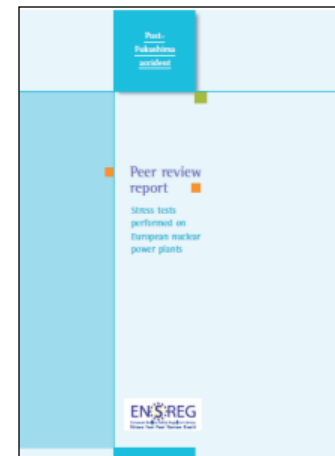 Post-
Fukushima
accident
Peer review
report
Stress tests
performed on
European nuclear
power plants
ENSREG